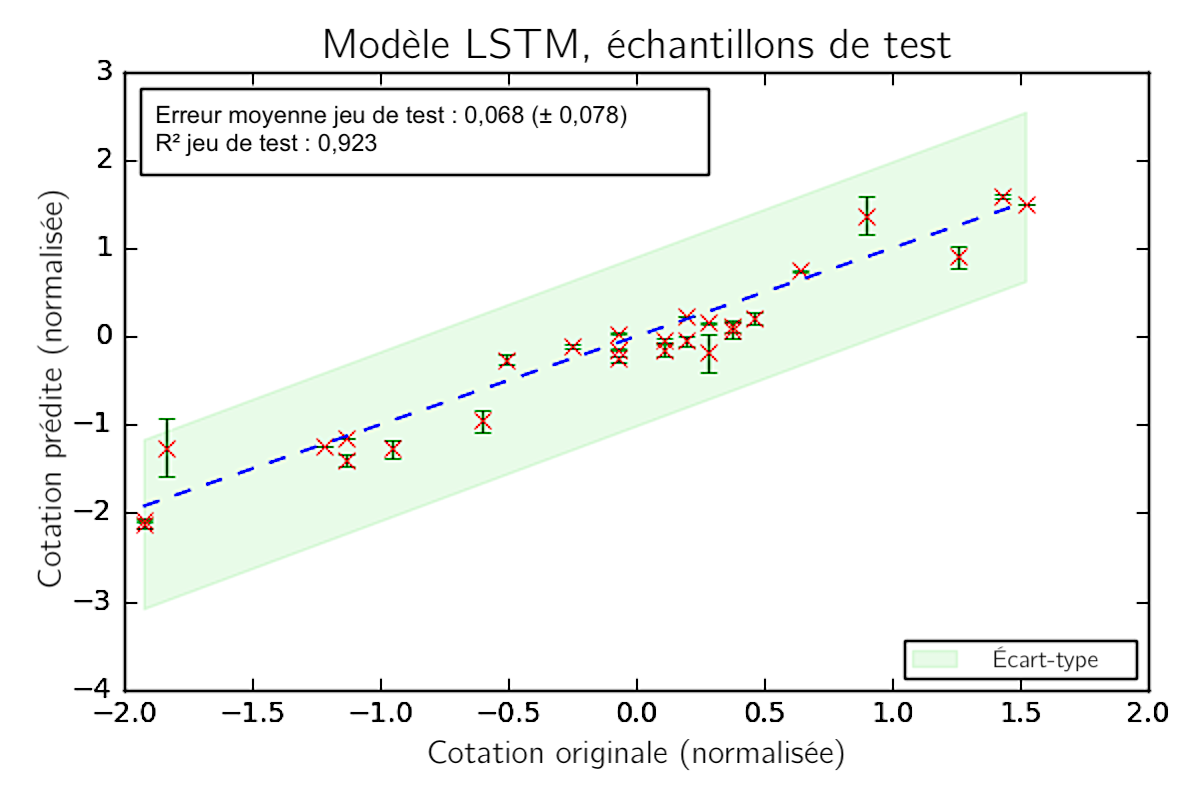 Modèle LSTM, échantillons de test
Erreur moyenne jeu de test : 0,068 (± 0,078)
R² jeu de test : 0,923
Cotation prédite (normalisée)
3
2
1
0
−1
−2
−3
−4
Écart-type
−2.0 −1.5 −1.0 −0.5 0.0 0.5 1.0 1.5 2.0
Cotation originale (normalisée)